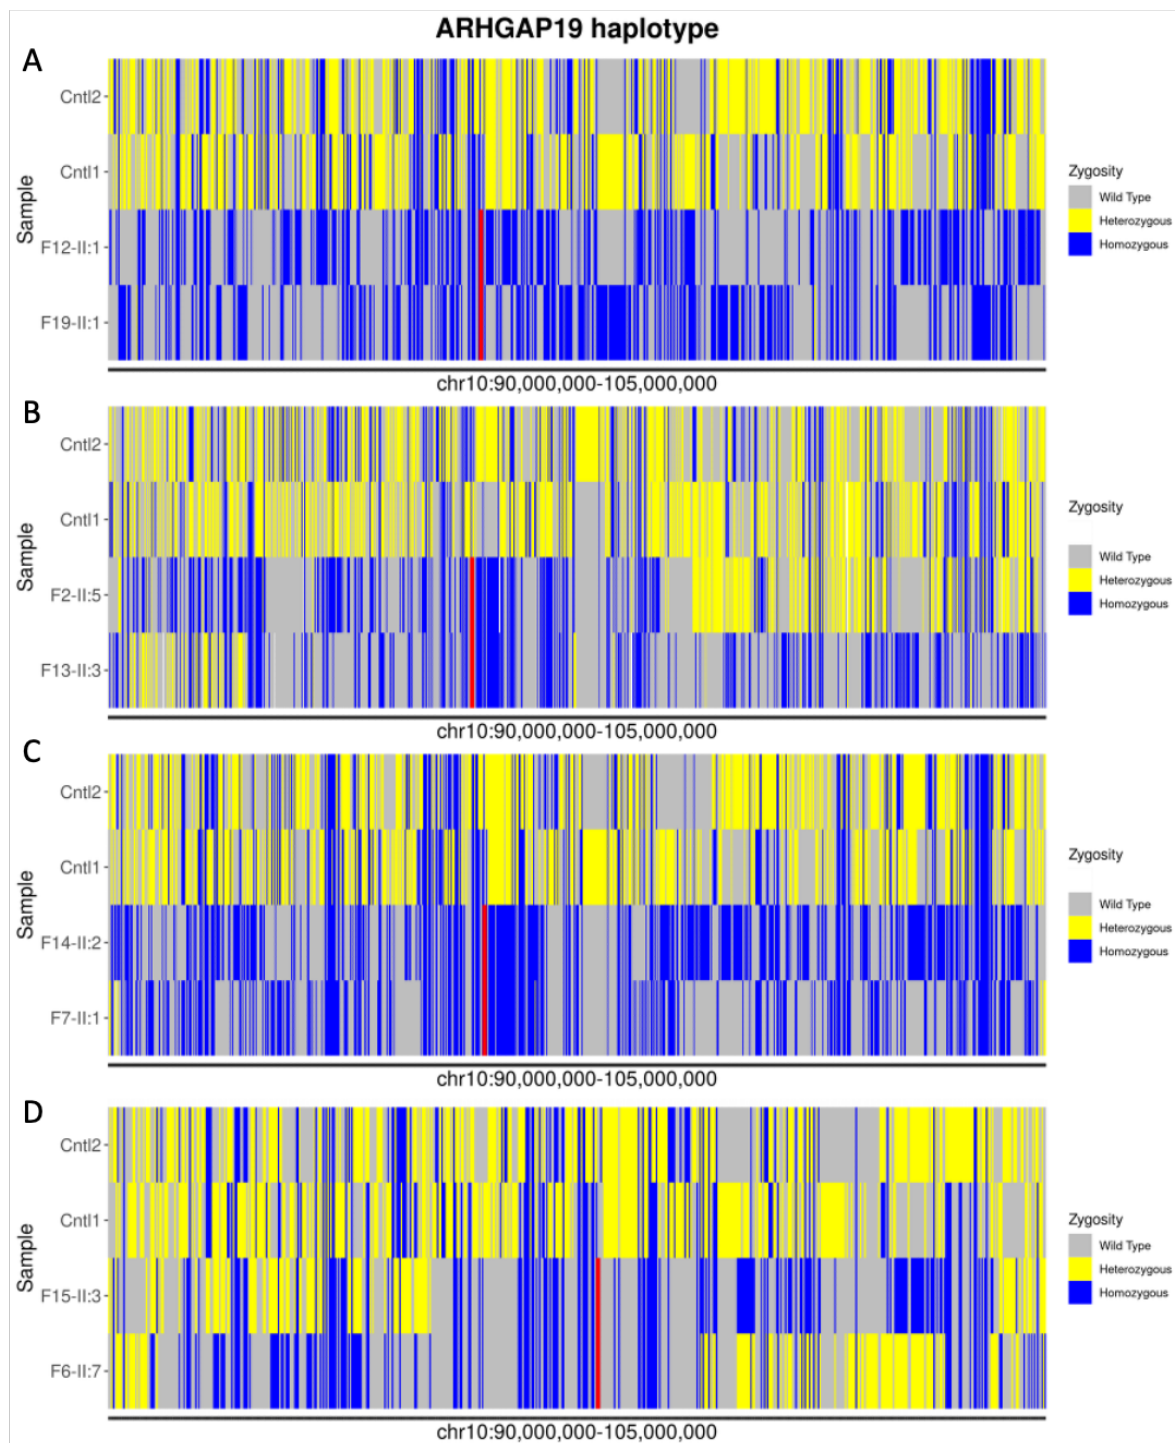 ARHGAP19 haplotype
A
Sample
Cntl2
Cntl1
F12-II:1
F19-II:1
chr10:90,000,000-105,000,000
Zygosity
Wild Type
Heterozygous
Homozygous
B
Sample
Cntl2
Cntl1
F2-II:5
F13-II:3
chr10:90,000,000-105,000,000
Zygosity
Wild Type
Heterozygous
Homozygous
C
Sample
Cntl2
Cntl1
F14-II:2
F7-II:1
chr10:90,000,000-105,000,000
Zygosity
Wild Type
Heterozygous
Homozygous
D
Sample
Cntl2
Cntl1
F15-II:3
F6-II:7
chr10:90,000,000-105,000,000
Zygosity
Wild Type
Heterozygous
Homozygous